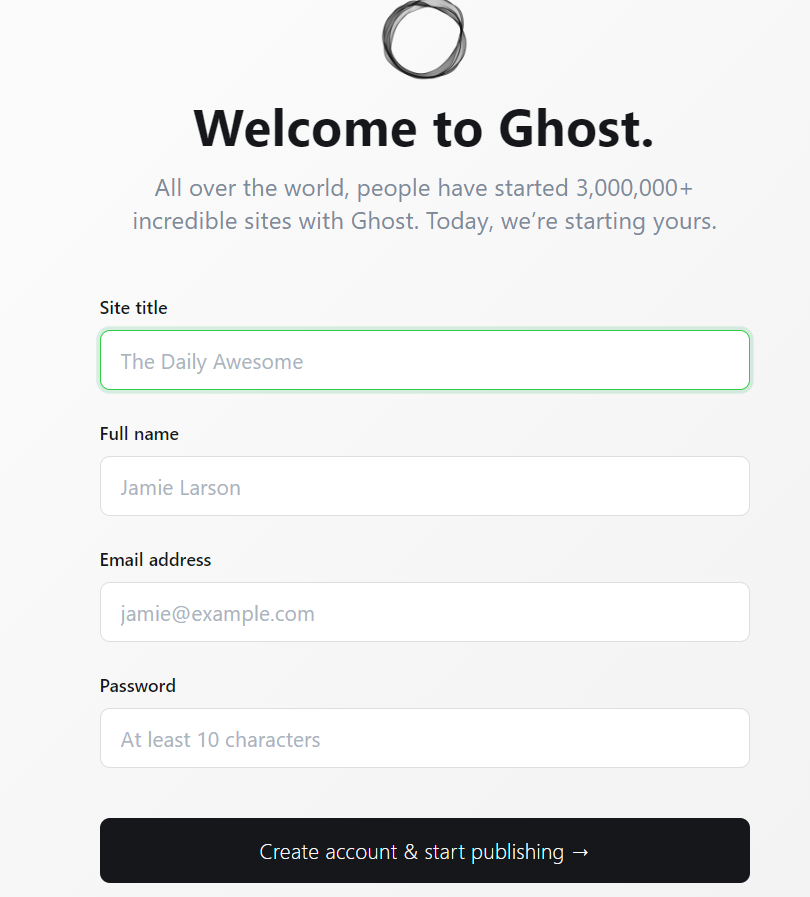 Welcome to Ghost.
All over the world, people have started 3,000,000+
incredible sites with Ghost. Today, we’re starting yours.
Site title
The Daily Awesome
Full name
Jamie Larson
Email address
jamie@example.com
Password
At least 10 characters
Create account & start publishing →